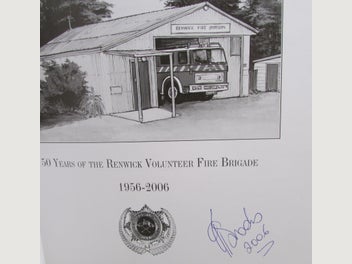 RENWICK FIRE BRIGADE
50 YEARS OF THE RENWICK VOLUNTEER FIRE BRIGADE
1956-2006
2006